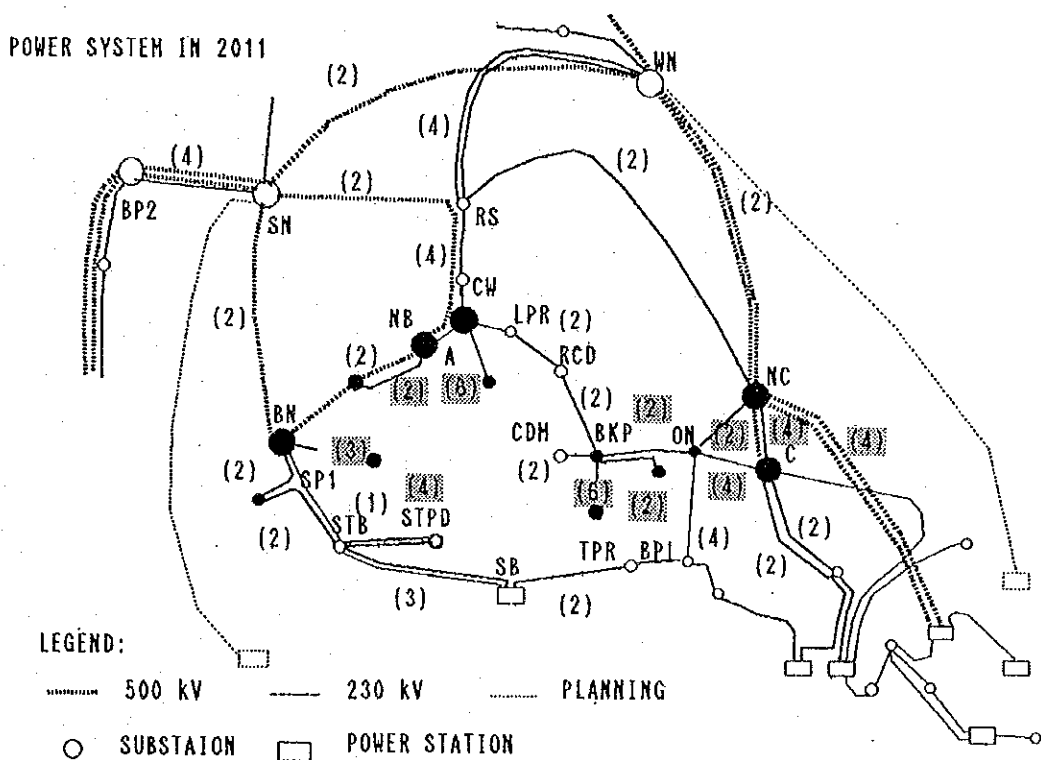 POWER SYSTEM IN 2011
WN
(2)
(4)
(4)
(2)
BP2
(2)
SN
RS
(2)
(4)
CW
(2)
NB
LPR
(2)
A
RCD
(2)
NC
(2)
(8)
(2)
(2)
BN
CDM
BKP
ON
(2)
(4)
(4)
(3)
C
(2)
SP1
(2)
(4)
(1)
(4)
STPD
(6)
(2)
(2)
STB
(2)
SB
TPR
BP1
(4)
(2)
(3)
(2)
LEGEND:
500 kV
230 kV
PLANNING
SUBSTAION
POWER STATION